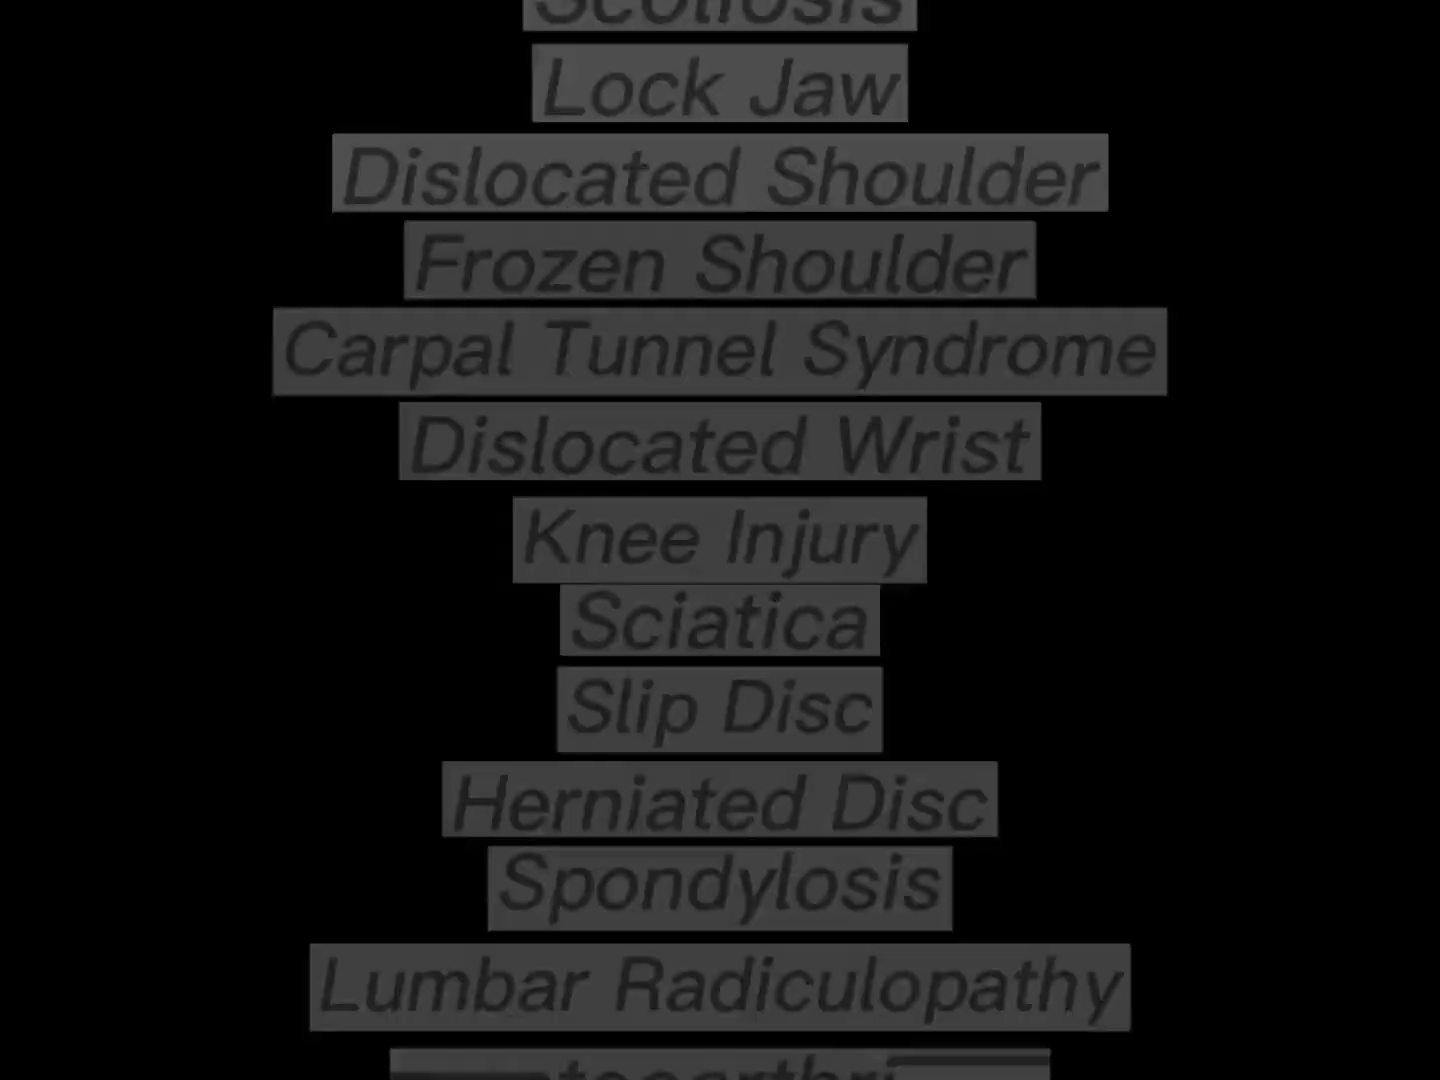 Scoliosis
Lock Jaw
Dislocated Shoulder
Frozen Shoulder
Carpal Tunnel Syndrome
Dislocated Wrist
Knee Injury
Sciatica
Slip Disc
Herniated Disc
Spondylosis
Lumbar Radiculopathy